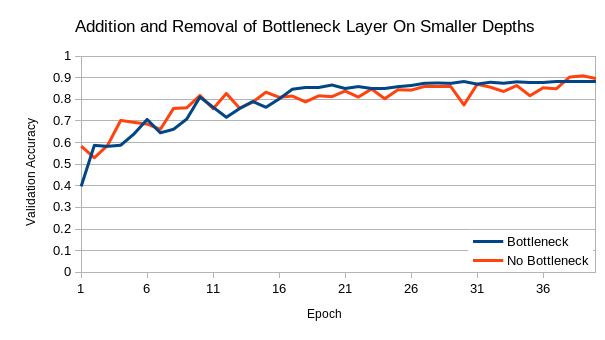 Addition and Removal of Bottleneck Layer On Smaller Depths
1
0.9
0.8
0.7
0.6
0.5
0.4
0.3
0.2
0.1
0
Validation Accuracy
Bottleneck
No Bottleneck
1 6 11 16 21 26 31 36
Epoch